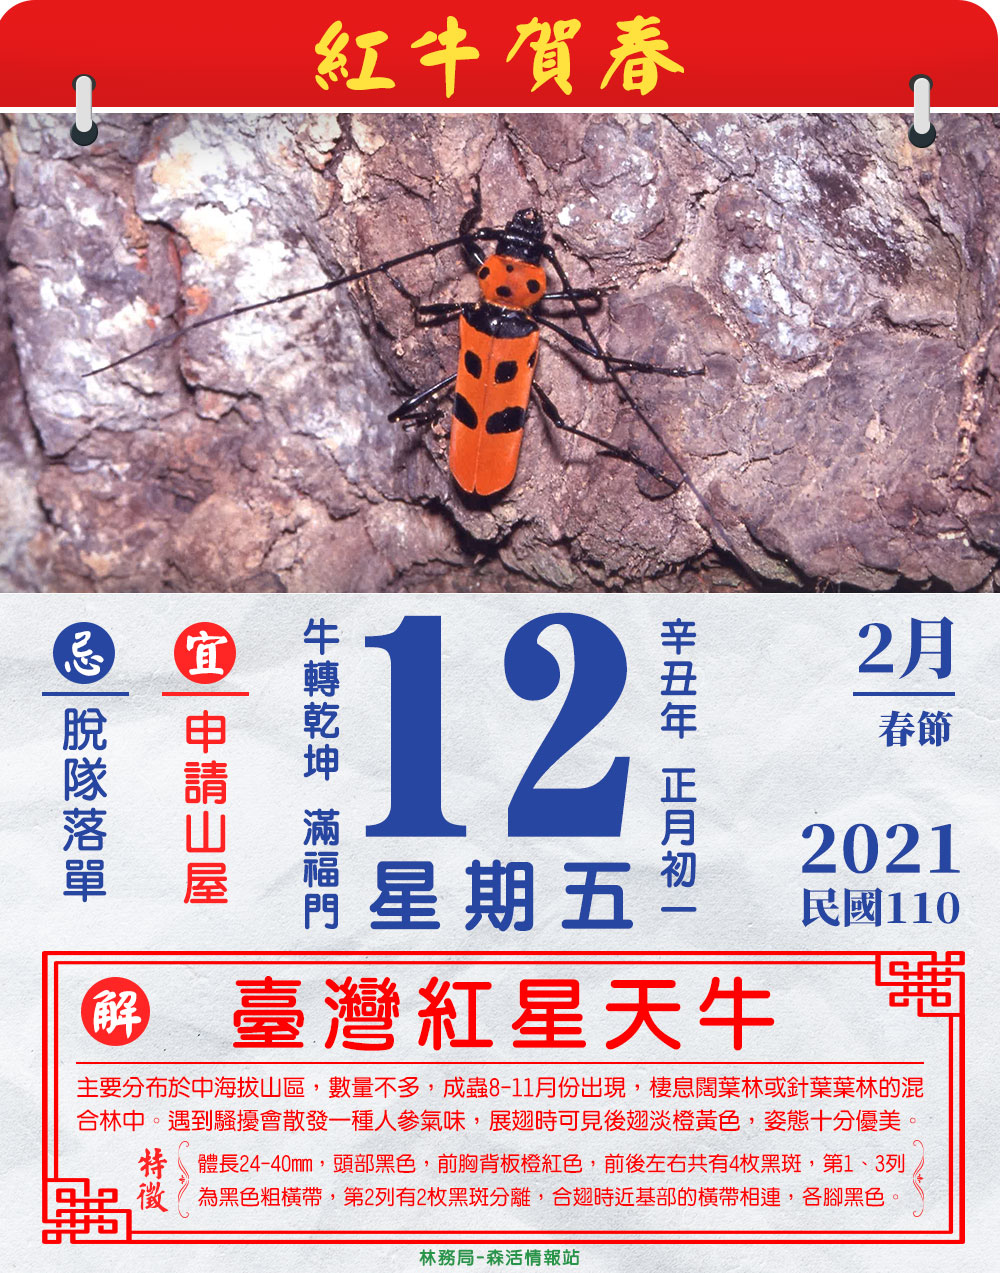 紅牛賀春
2月
春節
2021
民國110
辛丑年 正月初一
12
星期五
牛轉乾坤 滿福門
宜
申請山屋
忌
脫隊落單
解
臺灣紅星天牛
主要分布於中海拔山區，數量不多，成蟲8-11月份出現，棲息闊葉林或針葉葉林的混
合林中。遇到騷擾會散發一種人參氣味，展翅時可見後翅淡橙黃色，姿態十分優美。
特徵
體長24-40mm，頭部黑色，前胸背板橙紅色，前後左右共有4枚黑斑，第1、3列
為黑色粗橫帶，第2列有2枚黑斑分離，合翅時近基部的橫帶相連，各腳黑色。
林務局-森活情報站